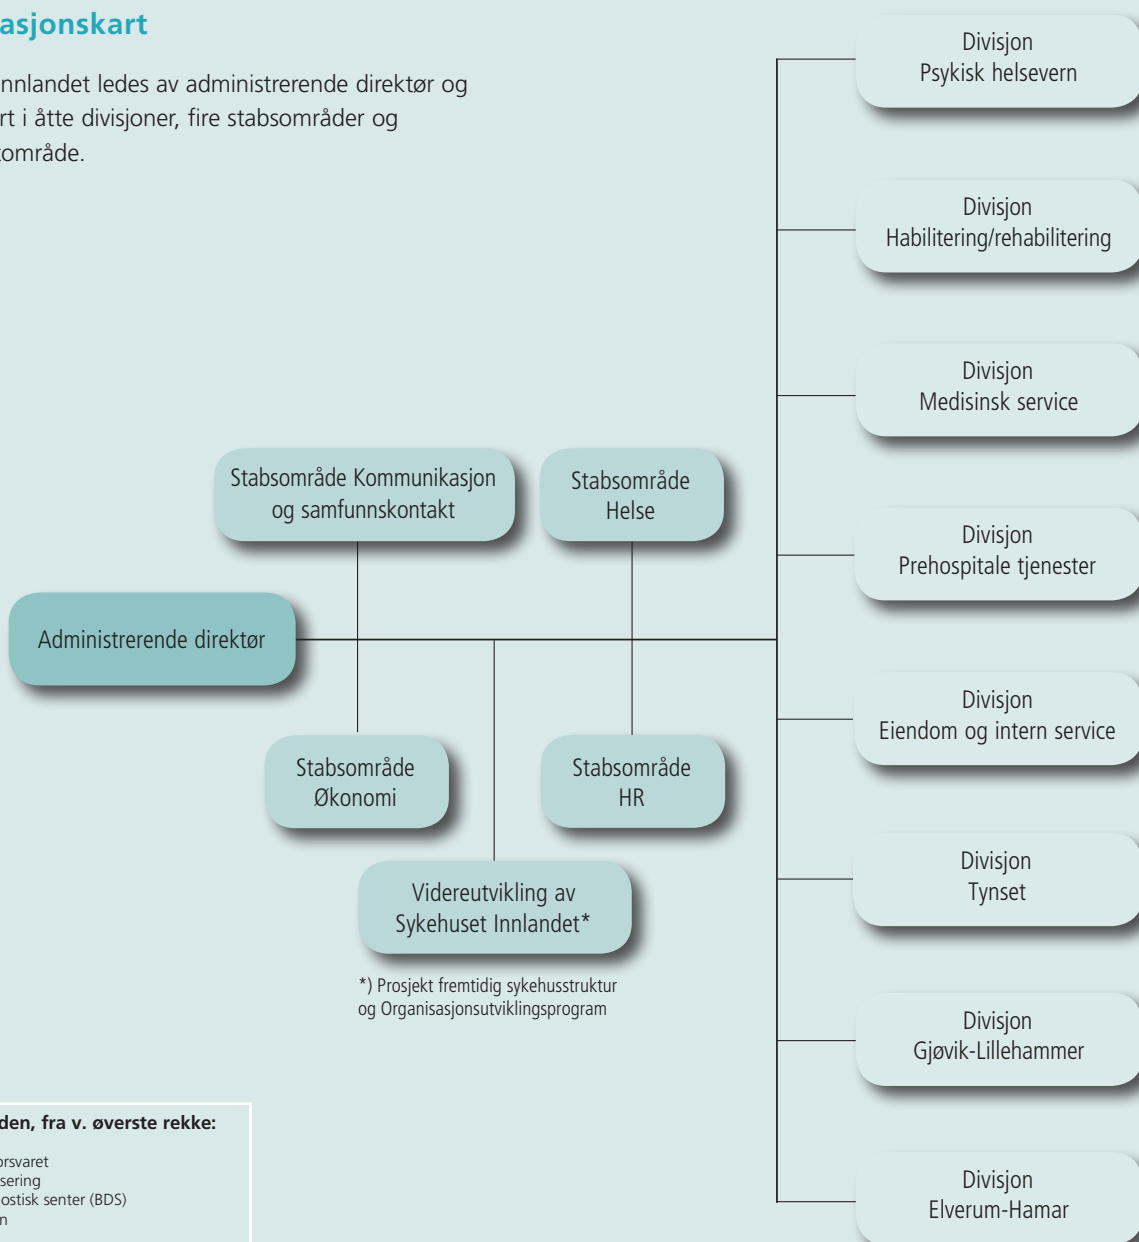 asjonskart
nnlandet ledes av administrerende direktør og
rt i åtte divisjoner, fire stabsområder og
tområde.
Divisjon
Psykisk helsevern
Divisjon
Habilitering/rehabilitering
Divisjon
Medisinsk service
Stabsområde Kommunikasjon
og samfunnskontakt
Stabsområde
Helse
Divisjon
Prehospitale tjenester
Administrerende direktør
Divisjon
Eiendom og intern service
Stabsområde
Økonomi
Stabsområde
HR
Divisjon
Tynset
Videreutvikling av
Sykehuset Innlandet*
*) Prosjekt fremtidig sykehusstruktur
og Organisasjonsutviklingsprogram
Divisjon
Gjøvik-Lillehammer
Divisjon
Elverum-Hamar
den, fra v. øverste rekke:
orsvaret
sering
ostisk senter (BDS)
n